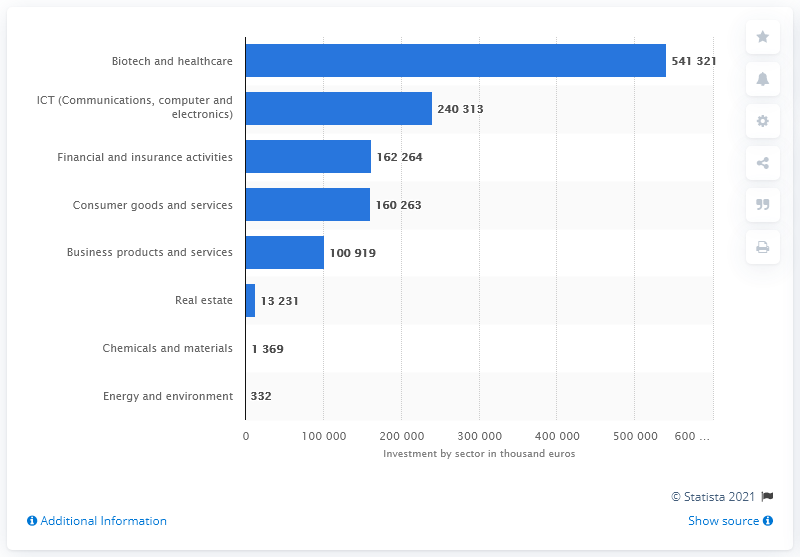 Biotech and healthcare 541 321
ICT (Communications, computer and
electronics) 240 313
Financial and insurance activities 162 264
Consumer goods and services 160 263
Business products and services 100 919
Real estate 13 231
Chemicals and materials 1 369
Energy and environment 332
0 100 000 200 000 300 000 400 000 500 000 600 ...
Investment by sector in thousand euros
© Statista 2021
Additional Information Show source